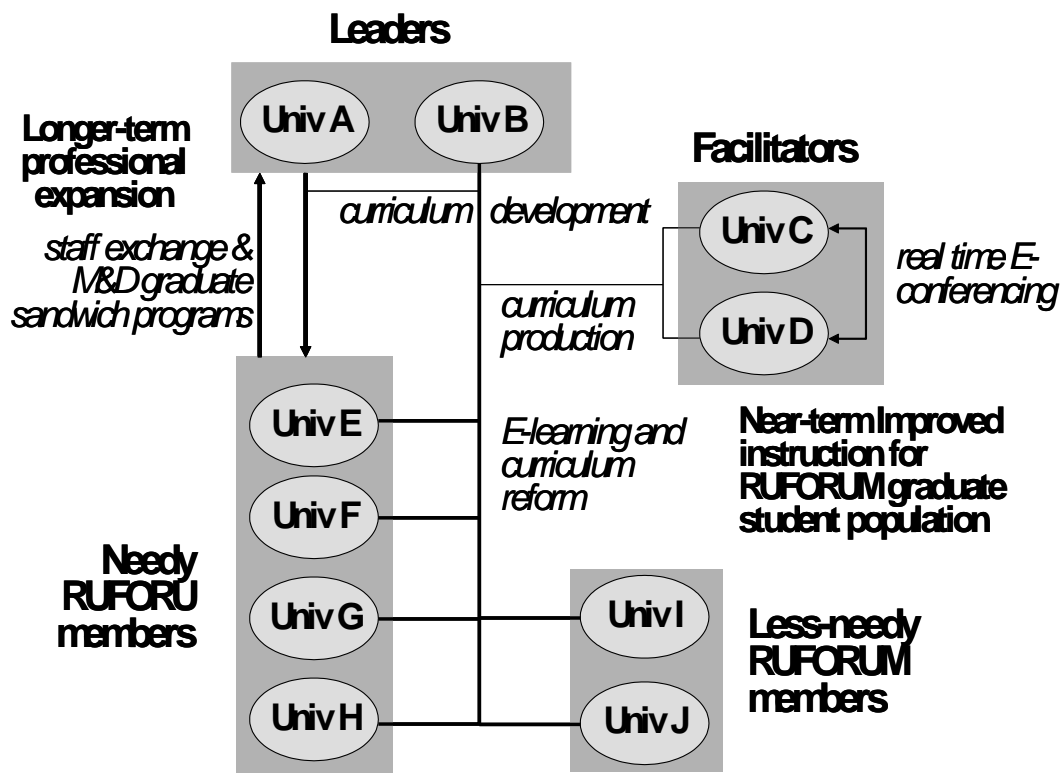 Leaders
Univ A
Univ B
Longer-term
professional
expansion
Facilitators
curriculum
development
Univ C
staff exchange &
M&D graduate
sandwich programs
real time E-
conferencing
curriculum
production
Univ D
Univ E
E-learning and
curriculum
reform
Near-term Improved
instruction for
RUFORUM graduate
student population
Univ F
Needy
RUFORU
members
Univ G
Univ I
Less-needy
RUFORUM
members
Univ H
Univ J